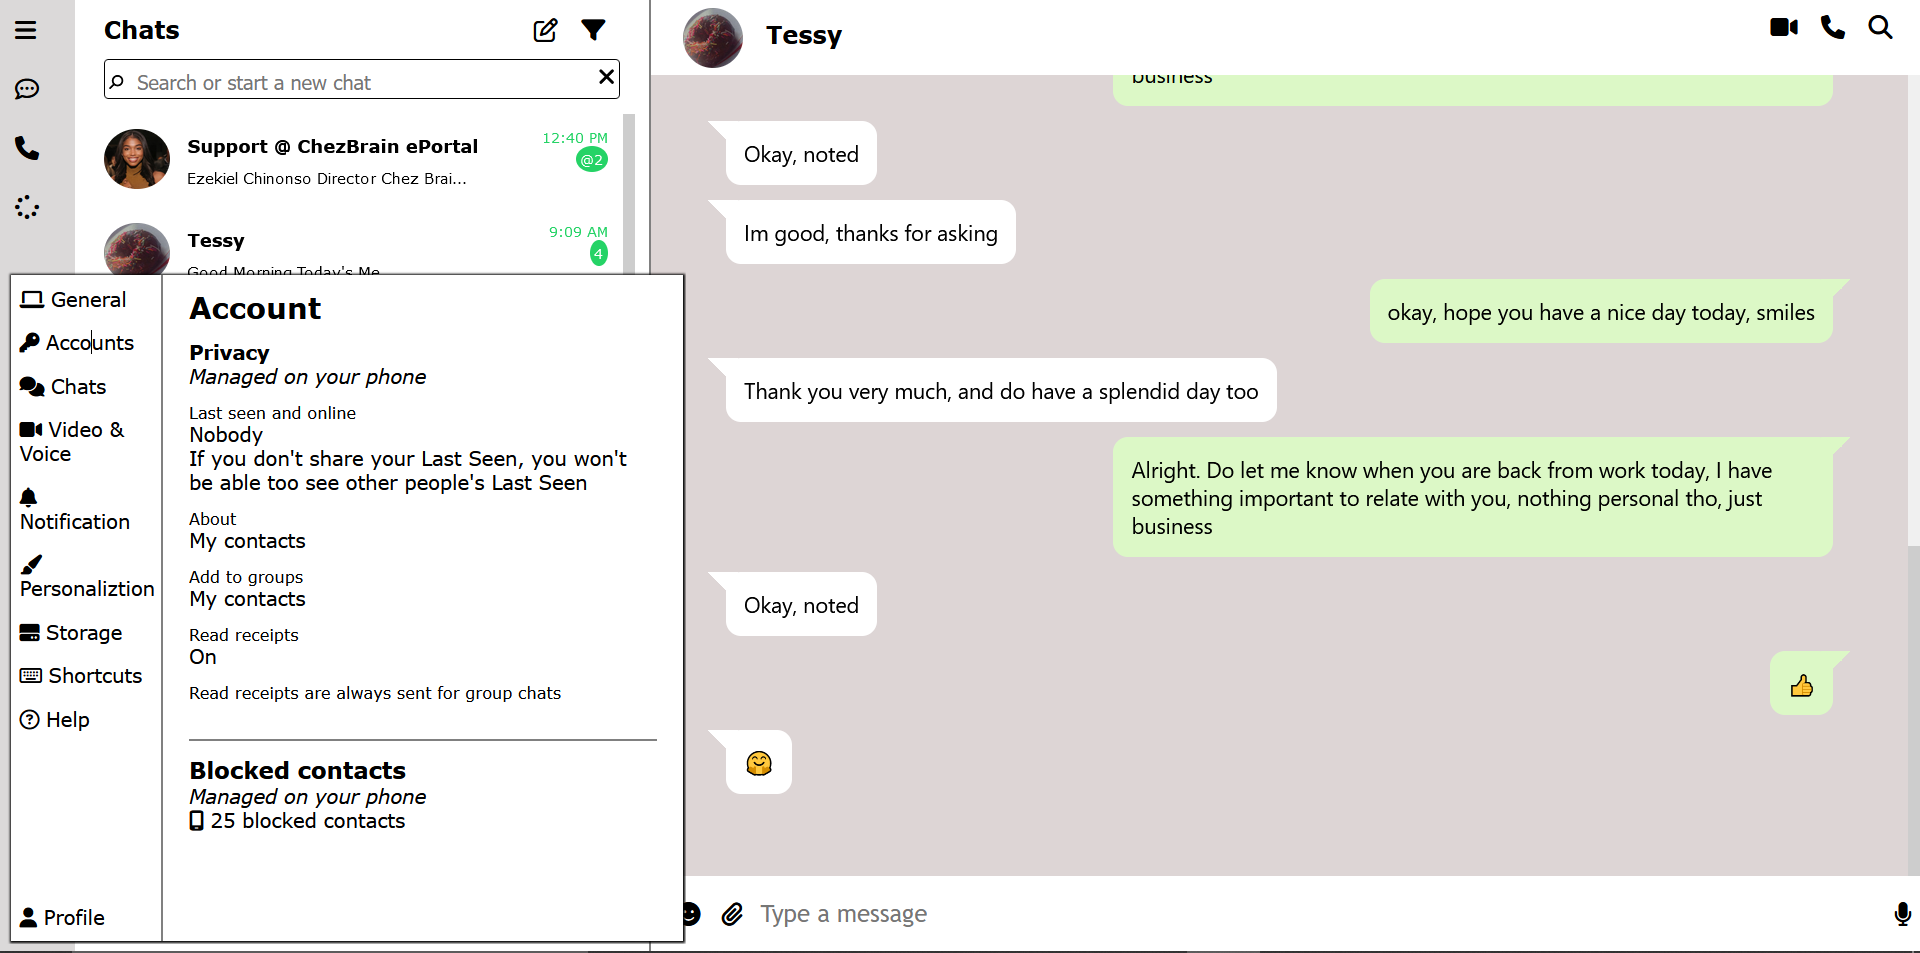 Chats
Search or start a new chat
Support @ ChezBrain ePortal
12:40 PM
@2
Ezekiel Chinonso Director Chez Brai...
Tessy
9:09 AM
4
Good Morning Today's Me
General
Accounts
Chats
Video &
Voice
Notification
Personaliztion
Storage
Shortcuts
Help
Profile
Account
Privacy
Managed on your phone
Last seen and online
Nobody
If you don't share your Last Seen, you won't
be able too see other people's Last Seen
About
My contacts
Add to groups
My contacts
Read receipts
On
Read receipts are always sent for group chats
Blocked contacts
Managed on your phone
25 blocked contacts
Tessy
business
Okay, noted
Im good, thanks for asking
okay, hope you have a nice day today, smiles
Thank you very much, and do have a splendid day too
Alright. Do let me know when you are back from work today, I have
something important to relate with you, nothing personal tho, just
business
Okay, noted
👍
🤗
Type a message